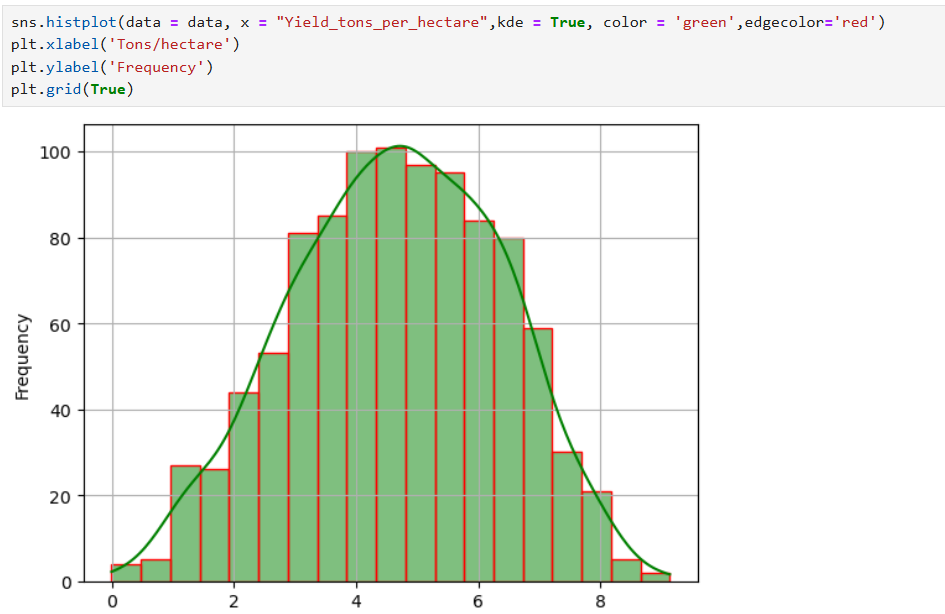 sns.histplot(data = data, x = "Yield_tons_per_hectare",kde = True, color = 'green',edgecolor='red')
plt.xlabel('Tons/hectare')
plt.ylabel('Frequency')
plt.grid(True)
100
80
60
40
20
0
Frequency
0 2 4 6 8